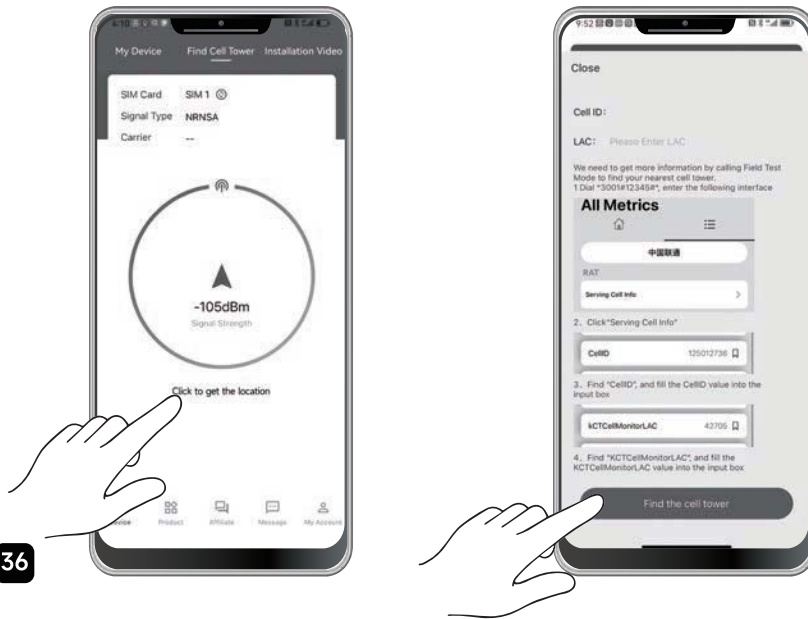 4:10
My Device Find Cell Tower Installation Video
SIM Card SIM 1
Signal Type NRNSA
Carrier --
-105dBm
Signal Strength
Click to get the location
Device Product Affiliate Message My Account
36
9:52
Close
Cell ID:
LAC: Please Enter LAC
We need to get more information by calling Field Test
Mode to find your nearest cell tower.
1 Dial *3001#12345#*, enter the following interface
All Metrics
中国联通
RAT
Serving Cell Info
2、Click"Serving Cell Info"
CellID 125012736
3、Find "CellID", and fill the CellID value into the
input box
kCTCellMonitorLAC 42705
4、Find "KCTCellMonitorLAC", and fill the
KCTCellMonitorLAC value into the input box
Find the cell tower